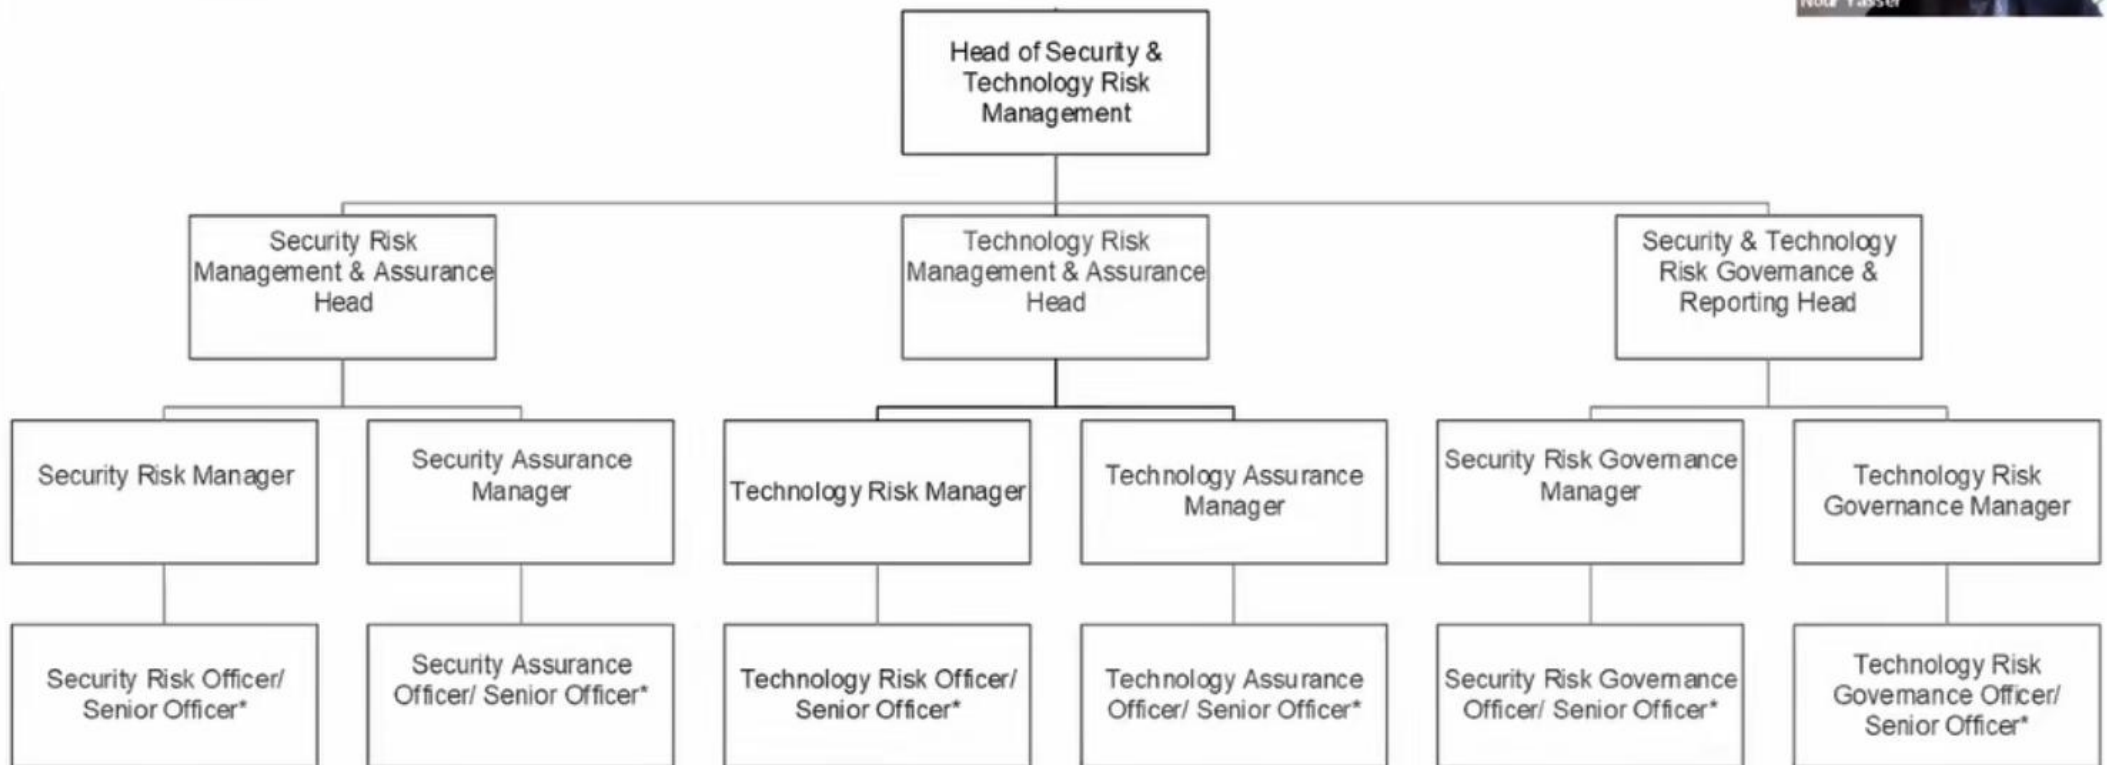 Nour Yasser
Head of Security &
Technology Risk
Management
Security Risk
Management & Assurance
Head
Technology Risk
Management & Assurance
Head
Security & Technology
Risk Governance &
Reporting Head
Security Risk Manager
Security Assurance
Manager
Technology Risk Manager
Technology Assurance
Manager
Security Risk Governance
Manager
Technology Risk
Governance Manager
Security Risk Officer/
Senior Officer*
Security Assurance
Officer/ Senior Officer*
Technology Risk Officer/
Senior Officer*
Technology Assurance
Officer/ Senior Officer*
Security Risk Governance
Officer/ Senior Officer*
Technology Risk
Governance Officer/
Senior Officer*